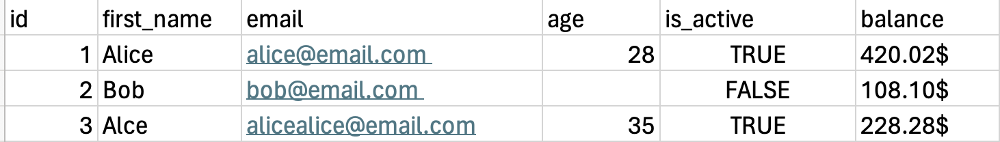 id first_name email age is_active balance
1 Alice alice@email.com 28 TRUE 420.02$
2 Bob bob@email.com FALSE 108.10$
3 Alce alicealice@email.com 35 TRUE 228.28$